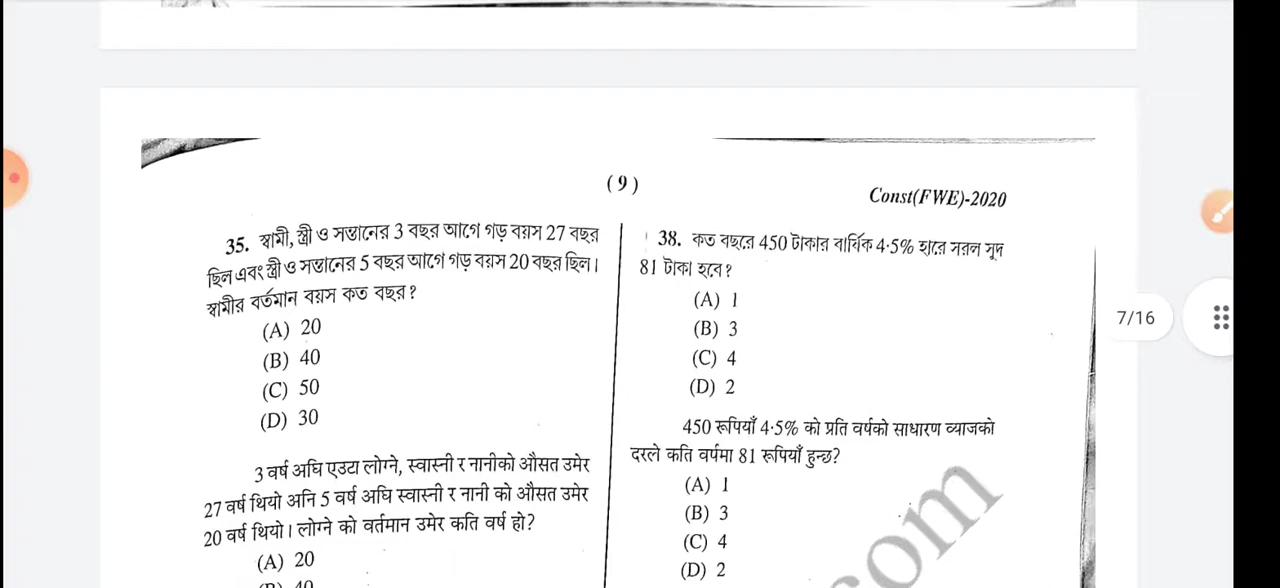 (9)
Const(FWE)-2020
35. স্বামী, স্ত্রী ও সন্তানের 3 বছর আগে গড় বয়স 27 বছর
ছিল এবং স্ত্রী ও সন্তানের 5 বছর আগে গড় বয়স 20 বছর ছিল।
স্বামীর বর্তমান বয়স কত বছর?
(A) 20
(B) 40
(C) 50
(D) 30
3 वर्ष अघि एउटा लोग्ने, स्वास्नी र नानीको औसत उमेर
27 वर्ष थियो अनि 5 वर्ष अघि स्वास्नी र नानी को औसत उमेर
20 वर्ष थियो। लोग्ने को वर्तमान उमेर कति वर्ष हो?
(A) 20
(B) 40
38. কত বছরে 450 টাকার বার্ষিক 4·5% হারে সরল সুদ
81 টাকা হবে?
(A) 1
(B) 3
(C) 4
(D) 2
450 रूपियाँ 4·5% को प्रति वर्षको साधारण व्याजको
दरले कति वर्षमा 81 रूपियाँ हुन्छ?
(A) 1
(B) 3
(C) 4
(D) 2
com
7/16